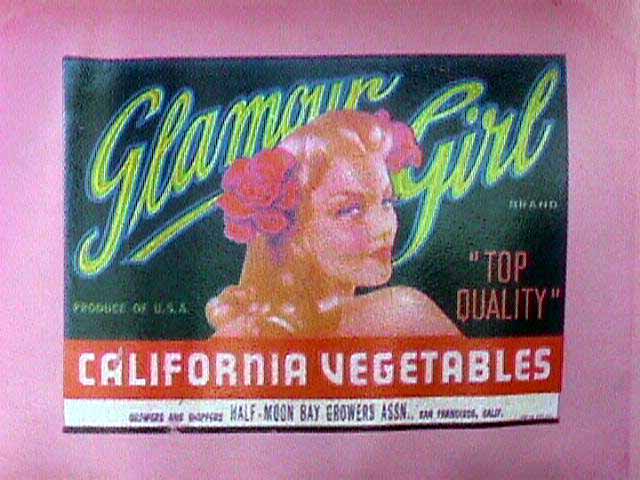 Glamour Girl
BRAND
"TOP
QUALITY"
PRODUCE OF U.S.A.
CALIFORNIA VEGETABLES
GROWERS AND SHIPPERS HALF-MOON BAY GROWERS ASSN., SAN FRANCISCO, CALIF.